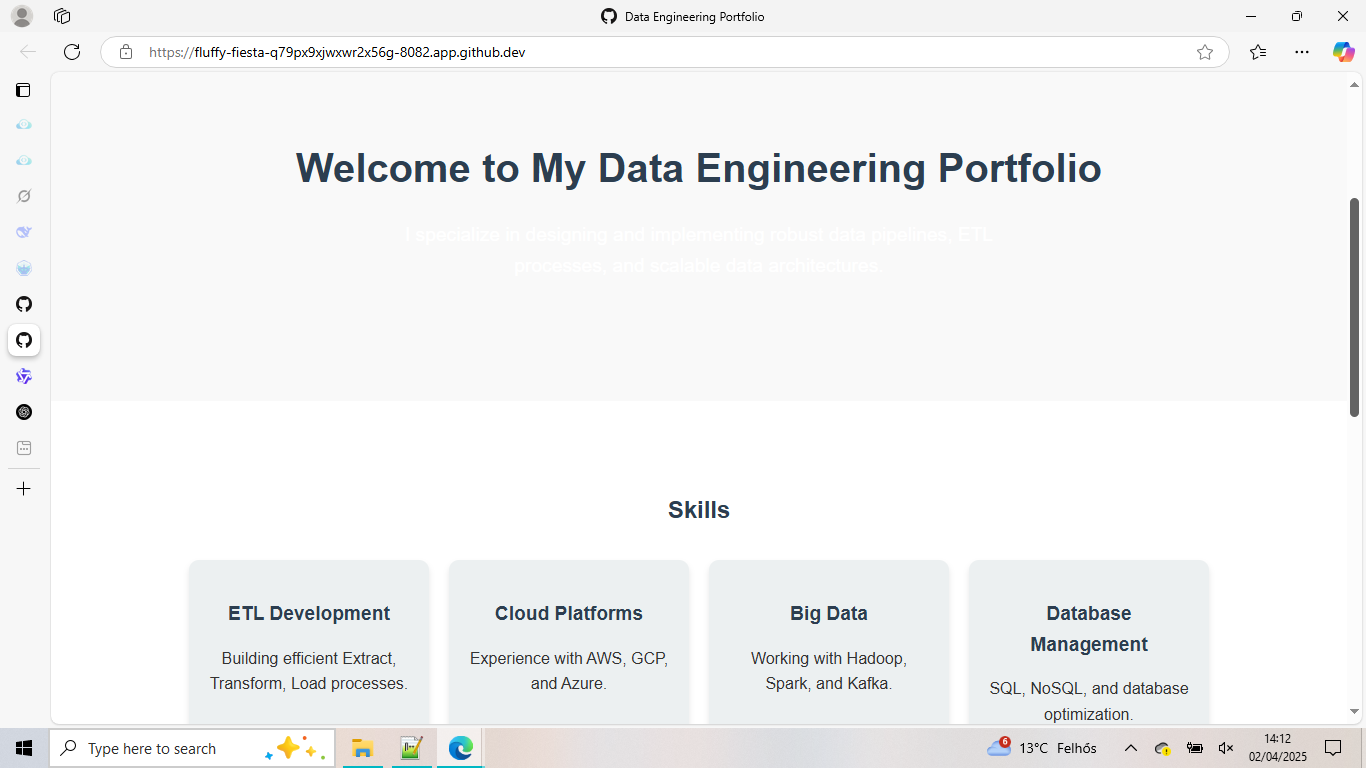 Data Engineering Portfolio
https://fluffy-fiesta-q79px9xjwxwr2x56g-8082.app.github.dev
Welcome to My Data Engineering Portfolio
I specialize in designing and implementing robust data pipelines, ETL
processes, and scalable data architectures.
Skills
ETL Development
Building efficient Extract,
Transform, Load processes.
Cloud Platforms
Experience with AWS, GCP,
and Azure.
Big Data
Working with Hadoop,
Spark, and Kafka.
Database
Management
SQL, NoSQL, and database
optimization.
Type here to search
6
13°C Felhős
14:12
02/04/2025